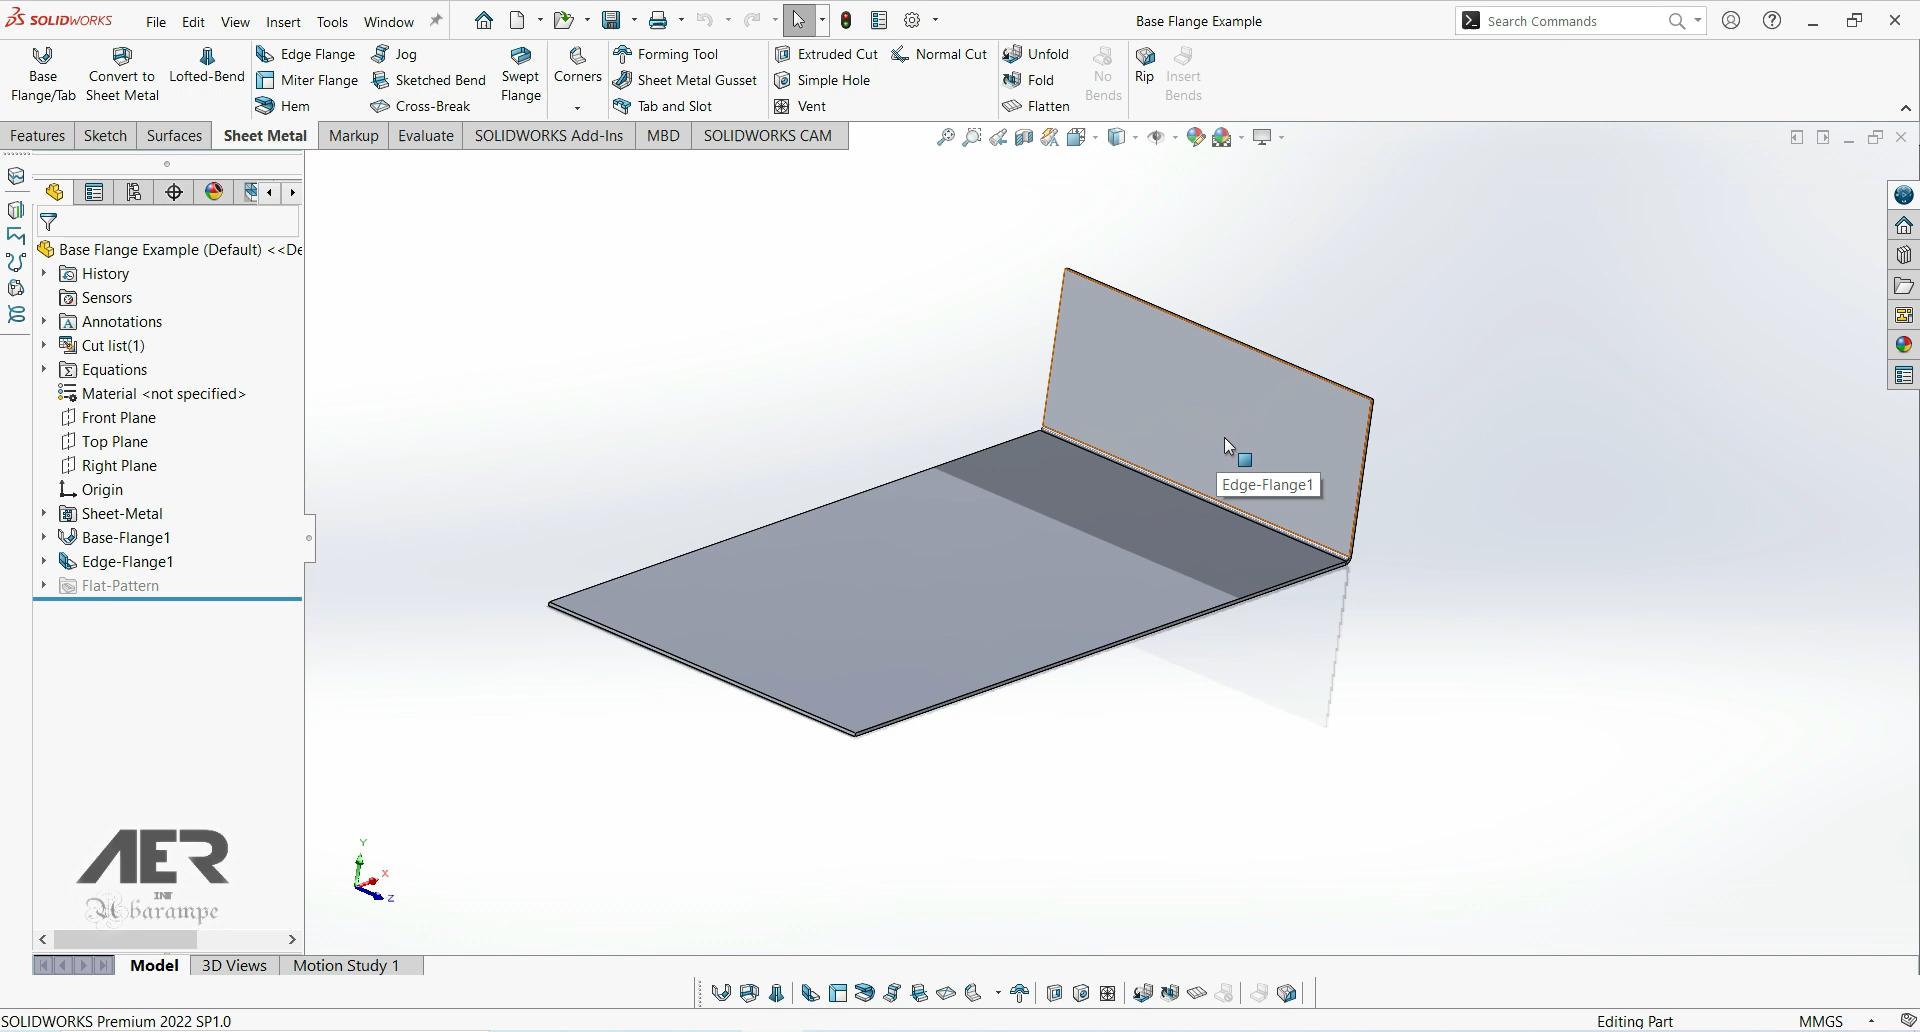 SOLIDWORKS File Edit View Insert Tools Window Base Flange Example Search Commands
Base Flange/Tab
Convert to Sheet Metal
Lofted-Bend
Edge Flange
Miter Flange
Hem
Jog
Sketched Bend
Cross-Break
Swept Flange
Corners
Forming Tool
Sheet Metal Gusset
Tab and Slot
Extruded Cut
Simple Hole
Vent
Normal Cut
Unfold
Fold
Flatten
No Bends
Rip
Insert Bends
Features Sketch Surfaces Sheet Metal Markup Evaluate SOLIDWORKS Add-Ins MBD SOLIDWORKS CAM
Base Flange Example (Default) <<De
History
Sensors
Annotations
Cut list(1)
Equations
Material <not specified>
Front Plane
Top Plane
Right Plane
Origin
Sheet-Metal
Base-Flange1
Edge-Flange1
Flat-Pattern
Edge-Flange1
Y
X
Z
AER
INT
Abarampe
Model 3D Views Motion Study 1
SOLIDWORKS Premium 2022 SP1.0 Editing Part MMGS